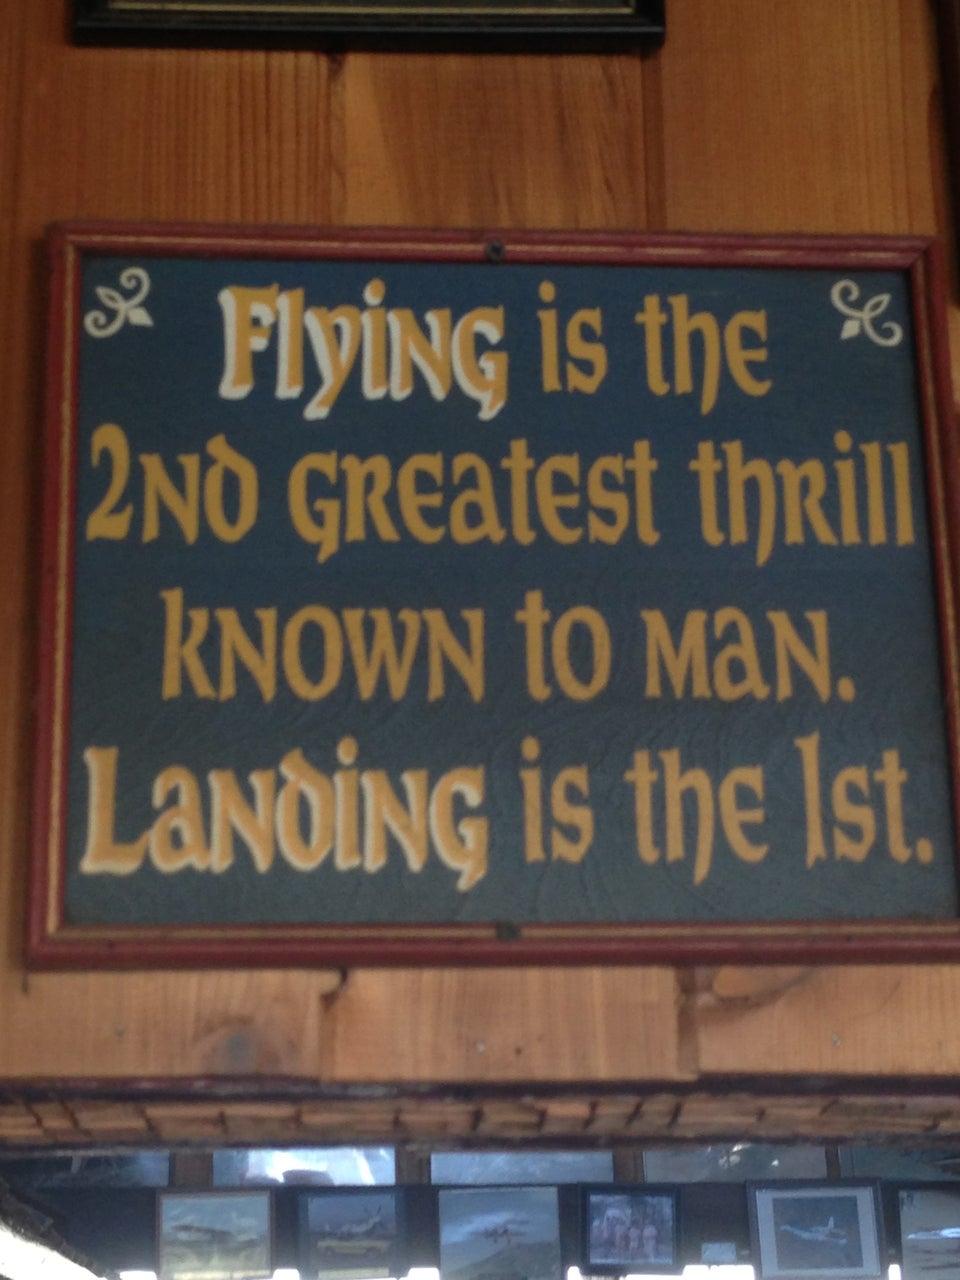 Flying is the
2nd greatest thrill
known to man.
Landing is the 1st.